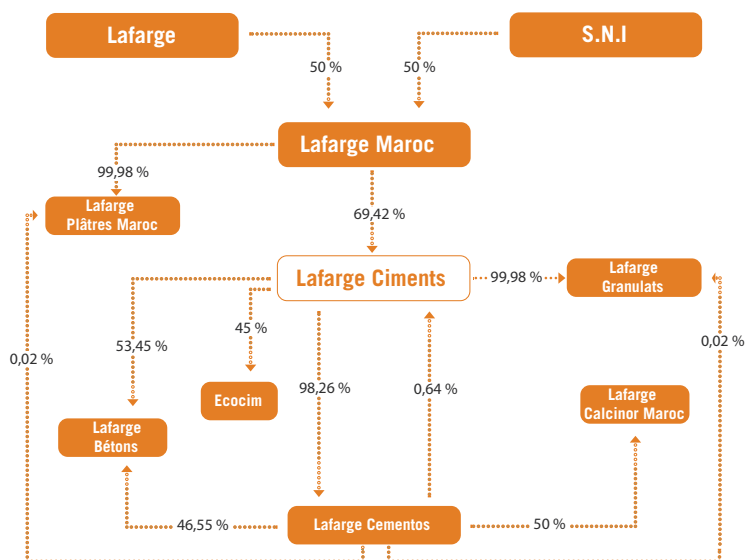 Lafarge
S.N.I
50 %
50 %
Lafarge Maroc
99,98 %
Lafarge
Plâtres Maroc
69,42 %
Lafarge Ciments
99,98 %
Lafarge
Granulats
45 %
53,45 %
0,02 %
0,02 %
98,26 %
0,64 %
Ecocim
Lafarge
Calcinor Maroc
Lafarge
Bétons
46,55 %
Lafarge Cementos
50 %